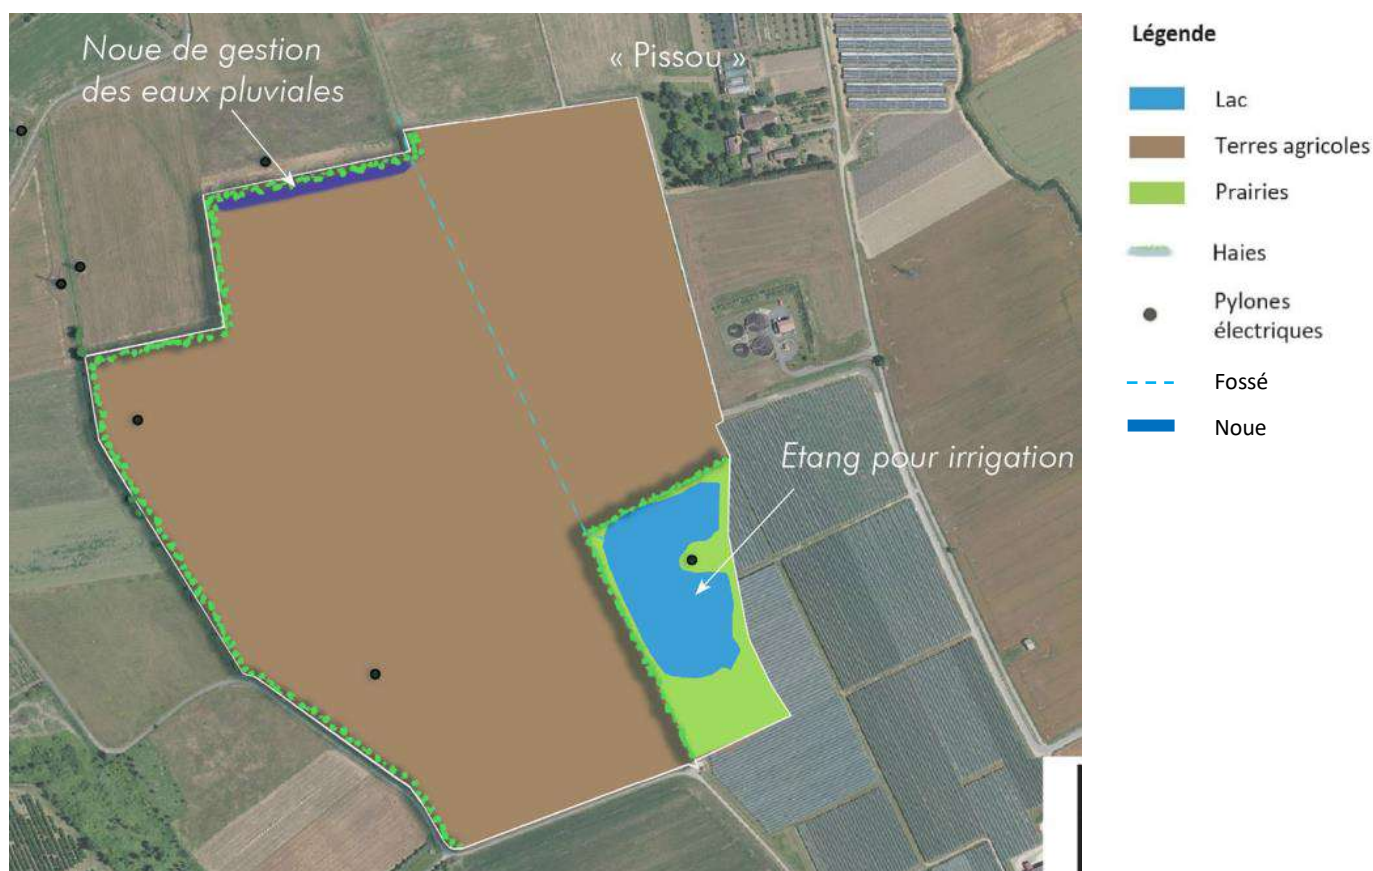 Noue de gestion
des eaux pluviales
« Pissou »
Etang pour irrigation
Légende
Lac
Terres agricoles
Prairies
Haies
Pylones
électriques
Fossé
Noue